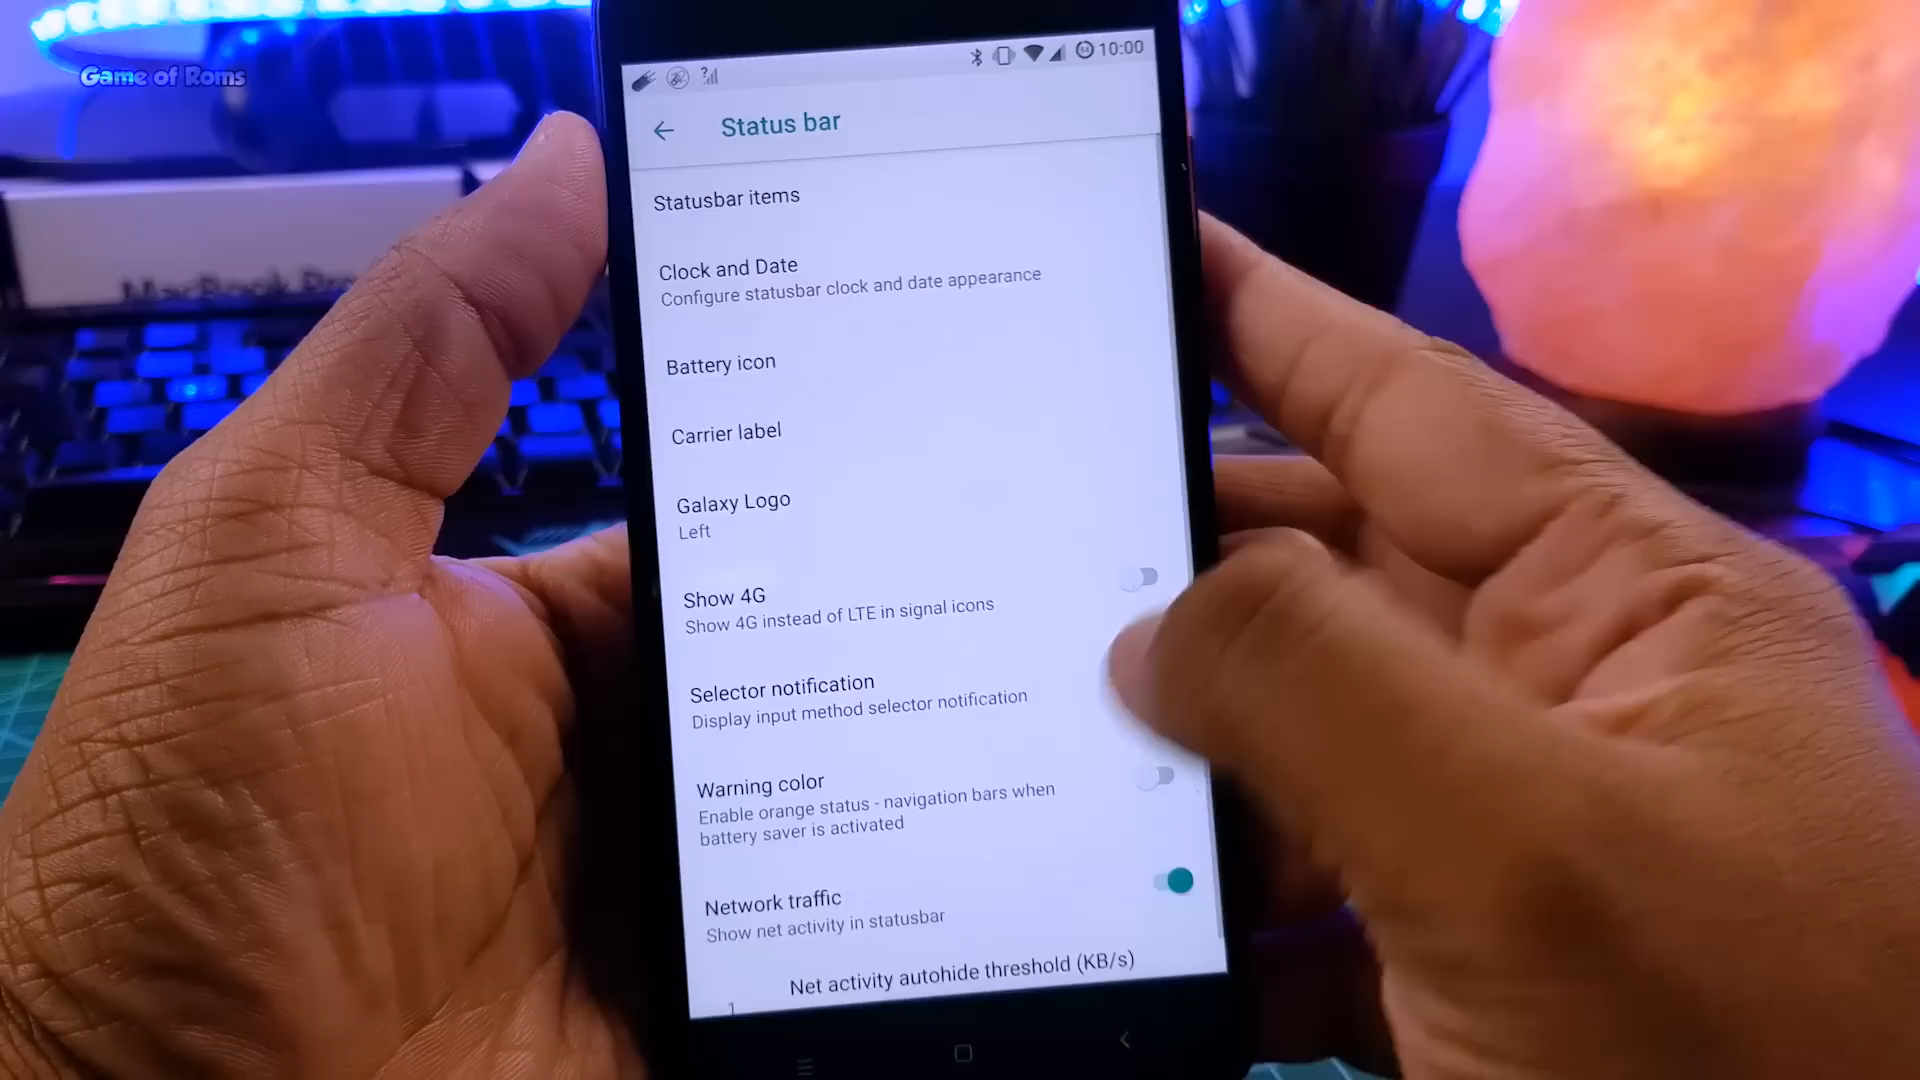 Game of Roms
10:00
Status bar
Statusbar items
Clock and Date
Configure statusbar clock and date appearance
Battery icon
Carrier label
Galaxy Logo
Left
Show 4G
Show 4G instead of LTE in signal icons
Selector notification
Display input method selector notification
Warning color
Enable orange status - navigation bars when
battery saver is activated
Network traffic
Show net activity in statusbar
Net activity autohide threshold (KB/s)
1
MacBook Pro